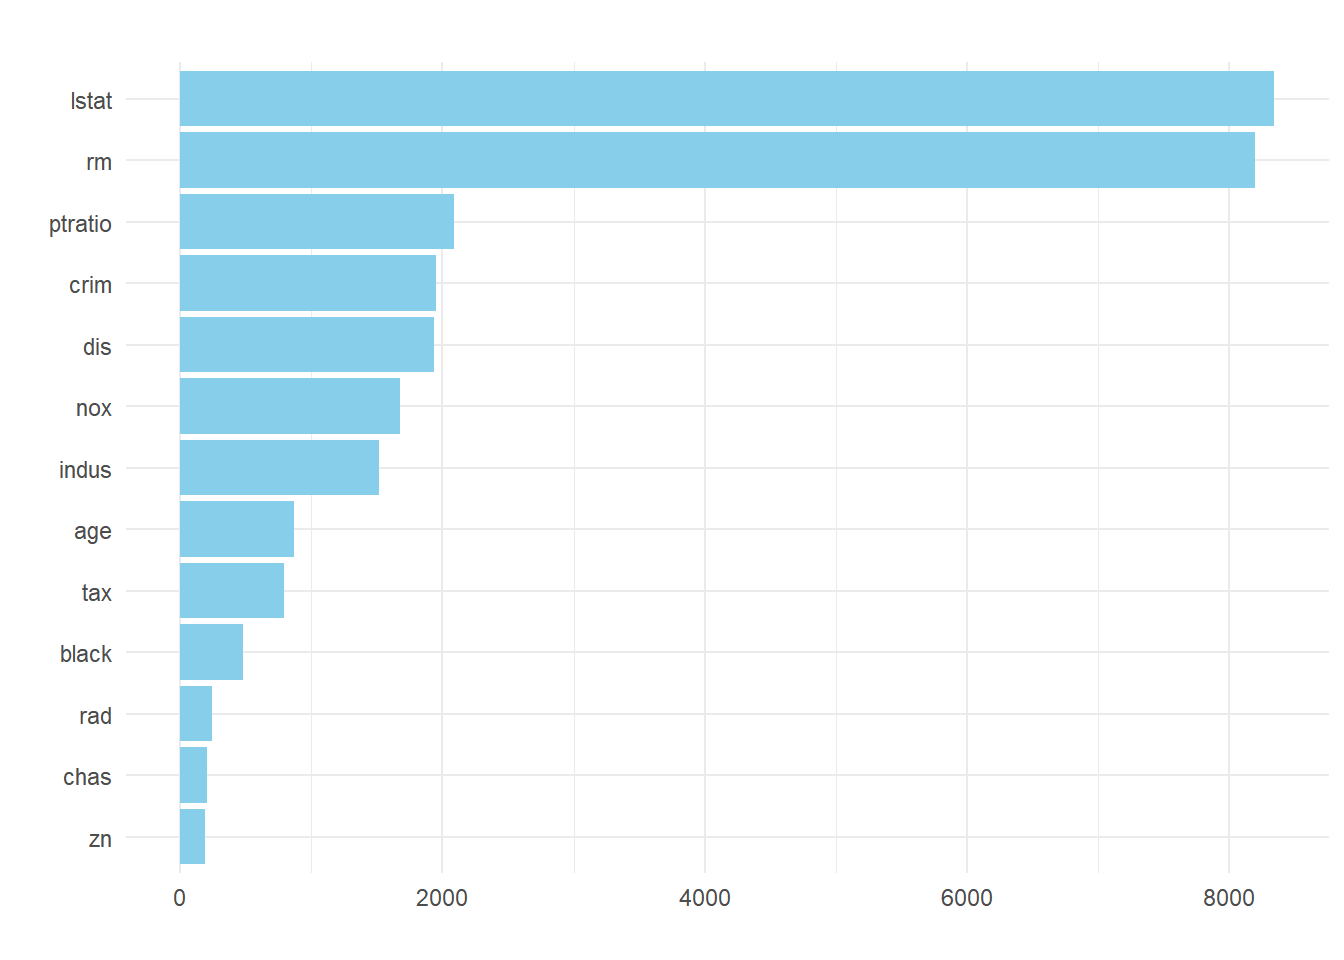 lstat
rm
ptratio
crim
dis
nox
indus
age
tax
black
rad
chas
zn
0 2000 4000 6000 8000